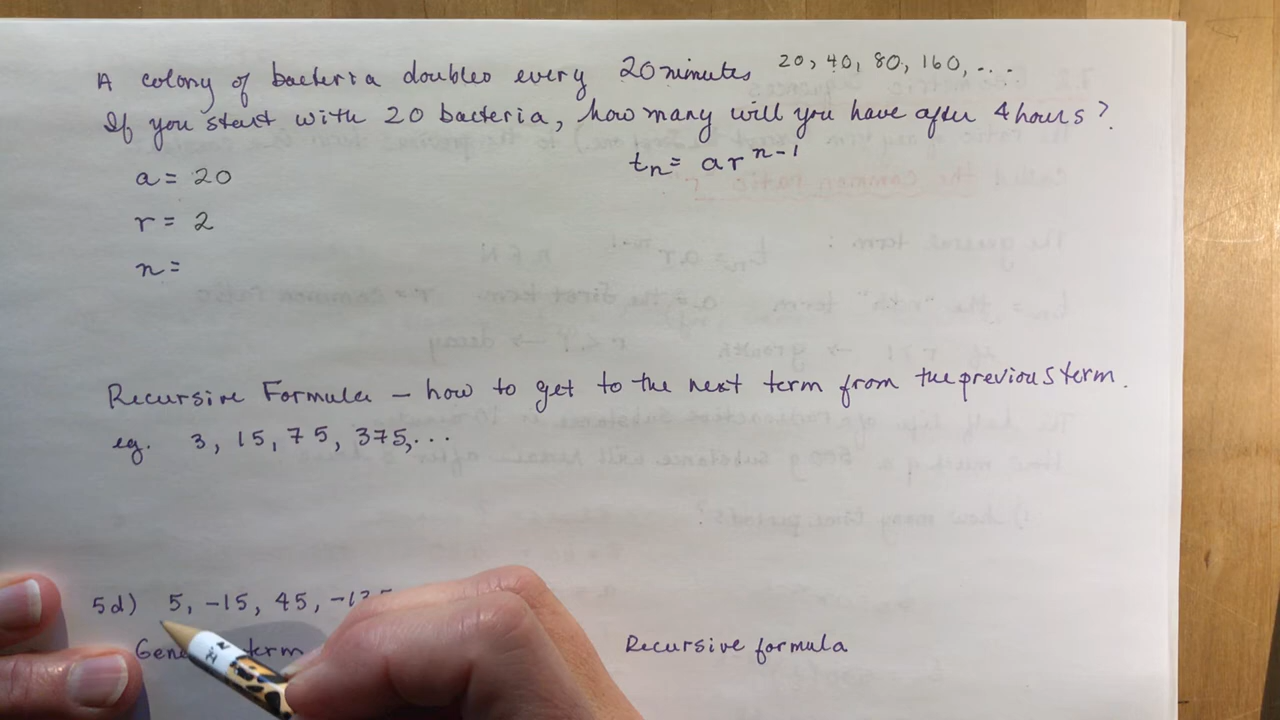 A colony of bacteria doubles every 20 minutes 20, 40, 80, 160, ...
If you start with 20 bacteria, how many will you have after 4 hours?
a = 20
tn = ar^n-1
r = 2
n =
Recursive Formula – how to get to the next term from the previous term.
eg. 3, 15, 75, 375, ...
5d) 5, -15, 45,
term
Recursive formula